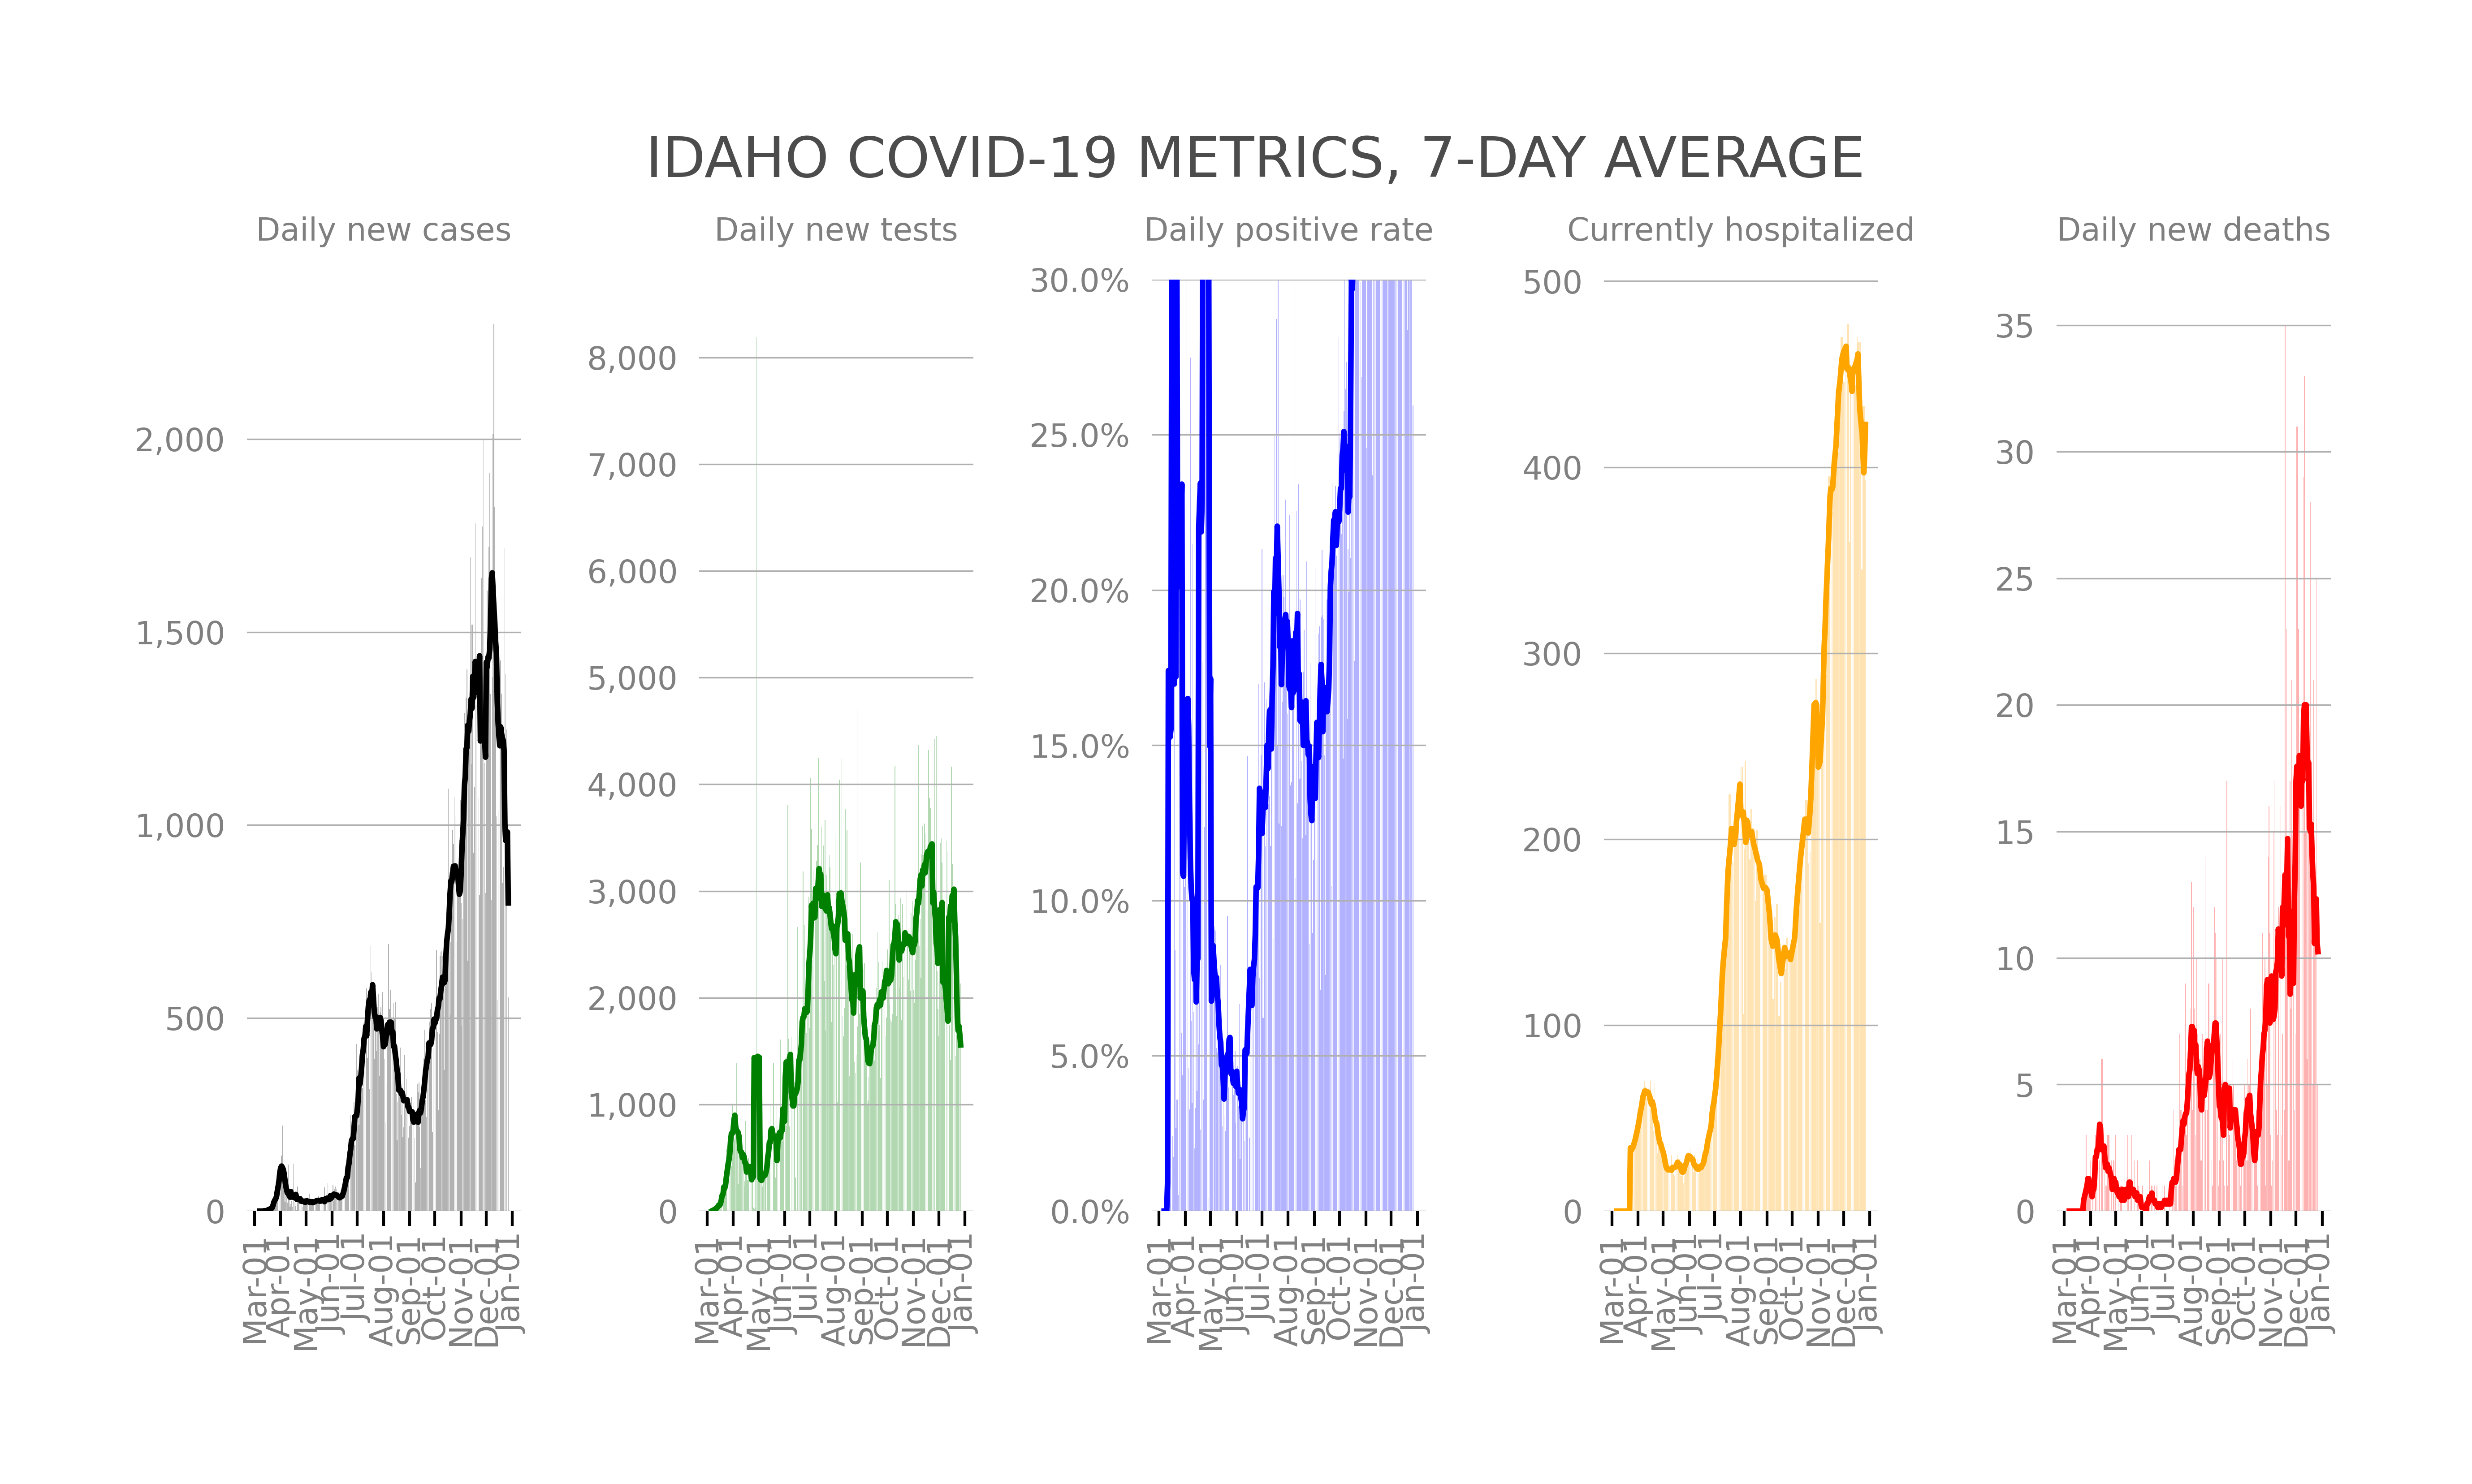 IDAHO COVID-19 METRICS, 7-DAY AVERAGE
Daily new cases
2,000
1,500
1,000
500
0
Mar-01
Apr-01
May-01
Jun-01
Jul-01
Aug-01
Sep-01
Oct-01
Nov-01
Dec-01
Jan-01
Daily new tests
8,000
7,000
6,000
5,000
4,000
3,000
2,000
1,000
0
Mar-01
Apr-01
May-01
Jun-01
Jul-01
Aug-01
Sep-01
Oct-01
Nov-01
Dec-01
Jan-01
Daily positive rate
30.0%
25.0%
20.0%
15.0%
10.0%
5.0%
0.0%
Mar-01
Apr-01
May-01
Jun-01
Jul-01
Aug-01
Sep-01
Oct-01
Nov-01
Dec-01
Jan-01
Currently hospitalized
500
400
300
200
100
0
Mar-01
Apr-01
May-01
Jun-01
Jul-01
Aug-01
Sep-01
Oct-01
Nov-01
Dec-01
Jan-01
Daily new deaths
35
30
25
20
15
10
5
0
Mar-01
Apr-01
May-01
Jun-01
Jul-01
Aug-01
Sep-01
Oct-01
Nov-01
Dec-01
Jan-01